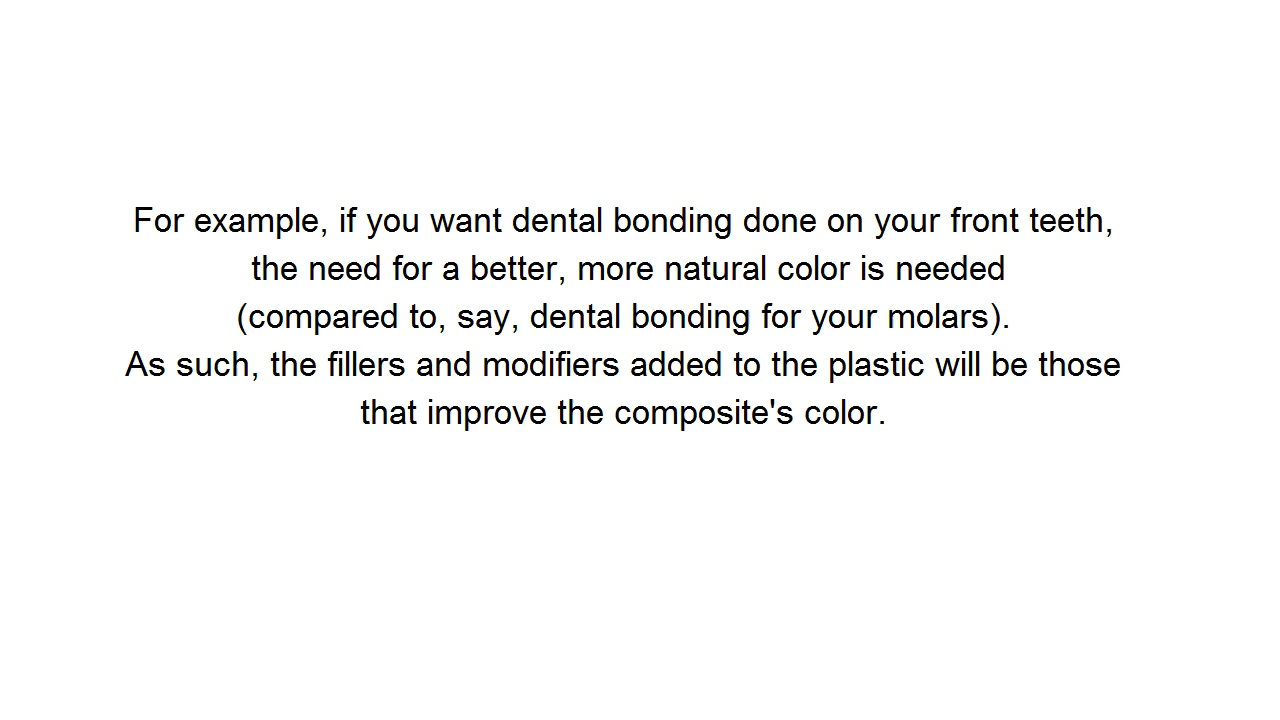 For example, if you want dental bonding done on your front teeth,
the need for a better, more natural color is needed
(compared to, say, dental bonding for your molars).
As such, the fillers and modifiers added to the plastic will be those
that improve the composite's color.